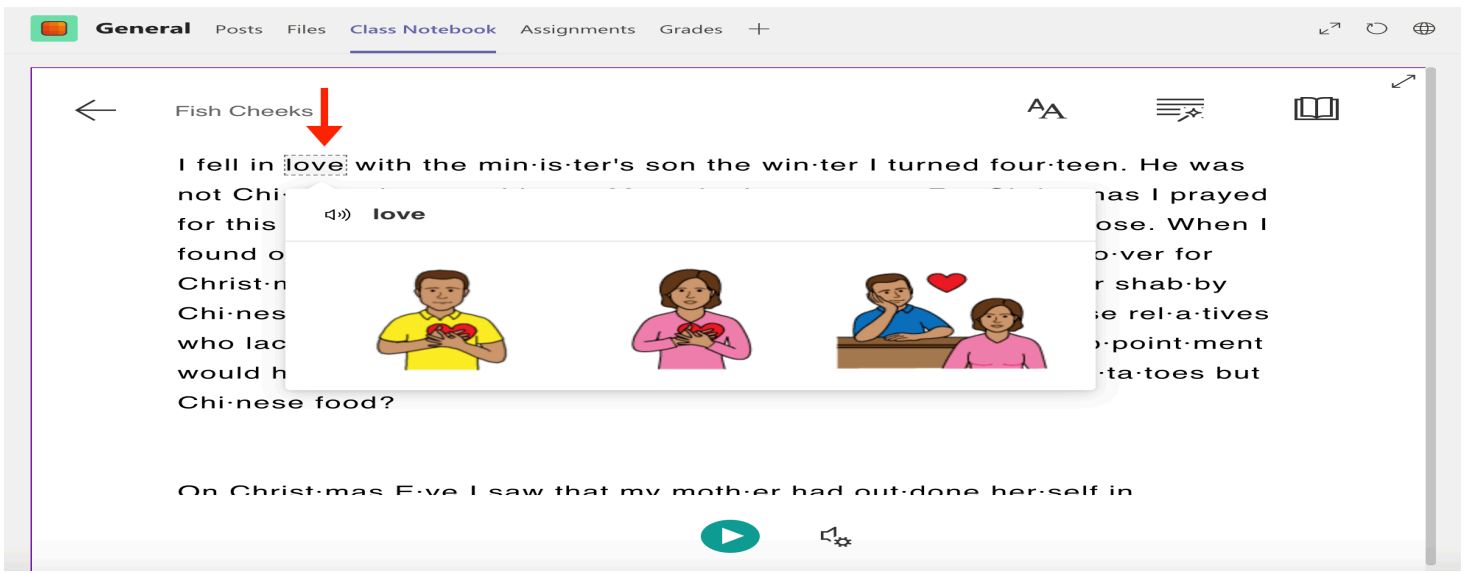 General Posts Files Class Notebook Assignments Grades
Fish Cheeks
I fell in love with the min·is·ter's son the win·ter I turned four·teen. He was
not Chi· mas I prayed
for this ose. When I
found o o·ver for
Christ·m r shab·by
Chi·nes se rel·a·tives
who lac ·point·ment
would h ·ta·toes but
Chi·nese food?
love
On Christ·mas E·ve I saw that my moth·er had out·done her·self in